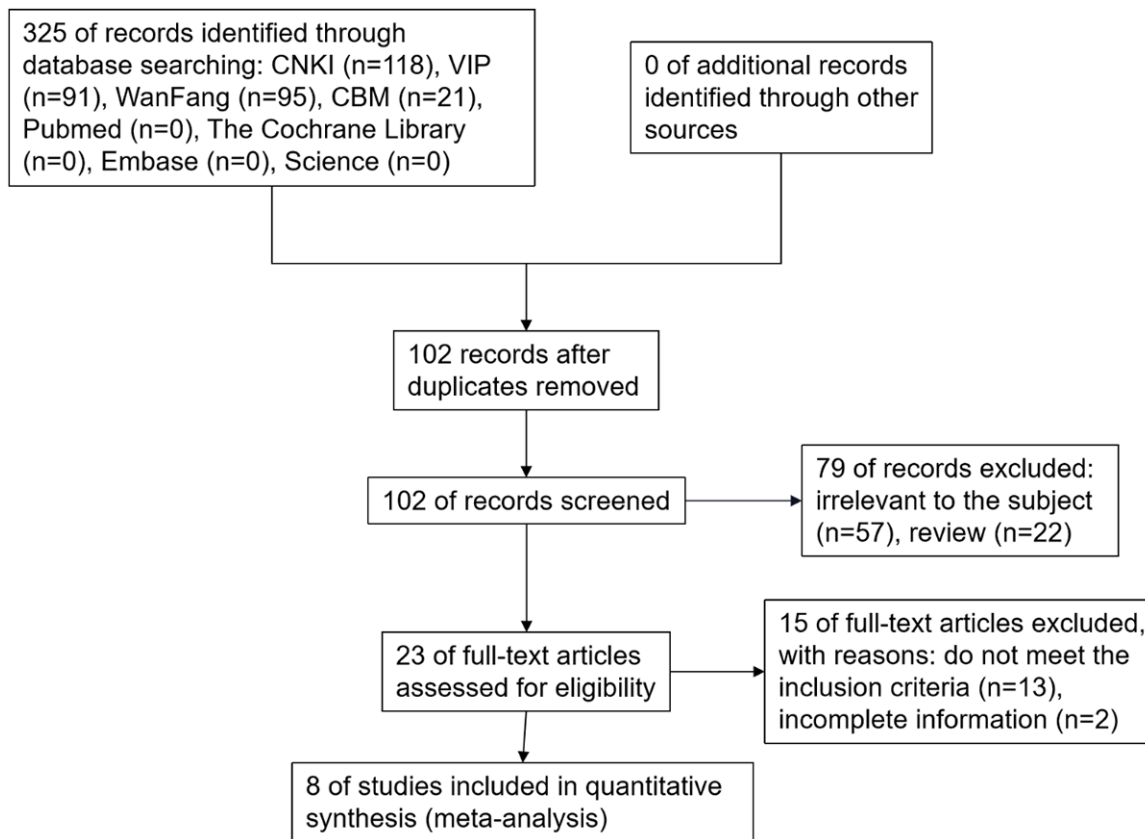 325 of records identified through
database searching: CNKI (n=118), VIP
(n=91), WanFang (n=95), CBM (n=21),
Pubmed (n=0), The Cochrane Library
(n=0), Embase (n=0), Science (n=0)
0 of additional records
identified through other
sources
102 records after
duplicates removed
102 of records screened
79 of records excluded:
irrelevant to the subject
(n=57), review (n=22)
23 of full-text articles
assessed for eligibility
15 of full-text articles excluded,
with reasons: do not meet the
inclusion criteria (n=13),
incomplete information (n=2)
8 of studies included in quantitative
synthesis (meta-analysis)